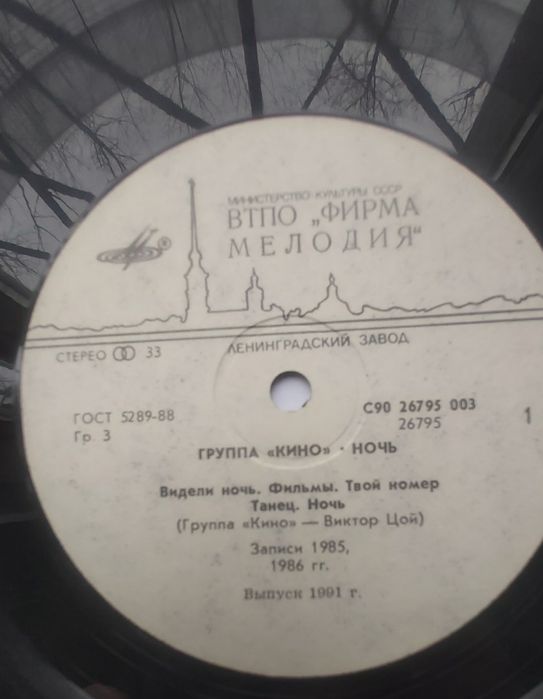 МИНИСТЕРСТВО КУЛЬТУРЫ СССР
ВТПО „ФИРМА
МЕЛОДИЯ“
®
СТЕРЕО 33
ЛЕНИНГРАДСКИЙ ЗАВОД
ГОСТ 5289-88
Гр. 3
С90 26795 003
26795
1
ГРУППА «КИНО» · НОЧЬ
Видели ночь. Фильмы. Твой номер
Танец. Ночь
(Группа «Кино» — Виктор Цой)
Записи 1985,
1986 гг.
Выпуск 1991 г.